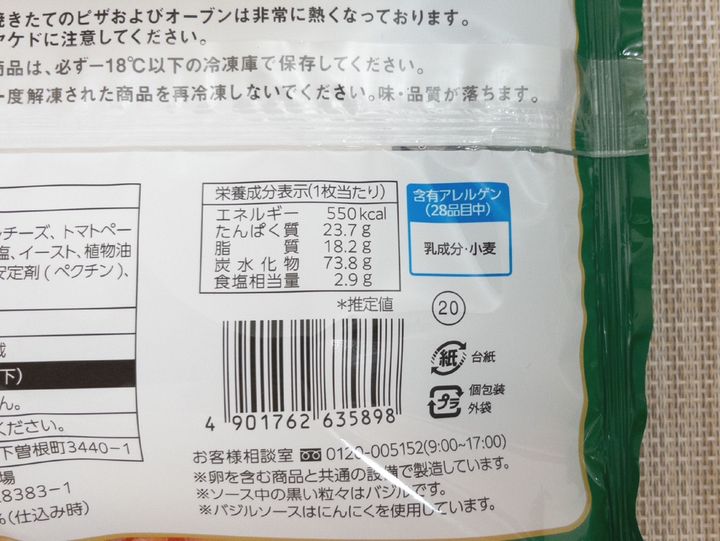 焼きたてのピザおよびオーブンは非常に熱くなっております。
ヤケドに注意してください。
商品は、必ずー18℃以下の冷凍庫で保存してください。
一度解凍された商品を再冷凍しないでください。味・品質が落ちます。
チーズ、トマトペー
塩、イースト、植物油
安定剤(ペクチン)、
下)
ん。
ください。
下曽根町3440-1
場
8383-1
%(仕込み時)
栄養成分表示(1枚当たり)
エネルギー 550kcal
たんぱく質 23.7g
脂質 18.2g
炭水化物 73.8g
食塩相当量 2.9g
*推定値
含有アレルゲン
(28品目中)
乳成分・小麦
20
紙 台紙
プラ 個包装
外袋
4 901762 635898
お客様相談室 0120-005152(9:00~17:00)
※卵を含む商品と共通の設備で製造しています。
※ソース中の黒い粒々はバジルです。
※バジルソースはにんにくを使用しています。